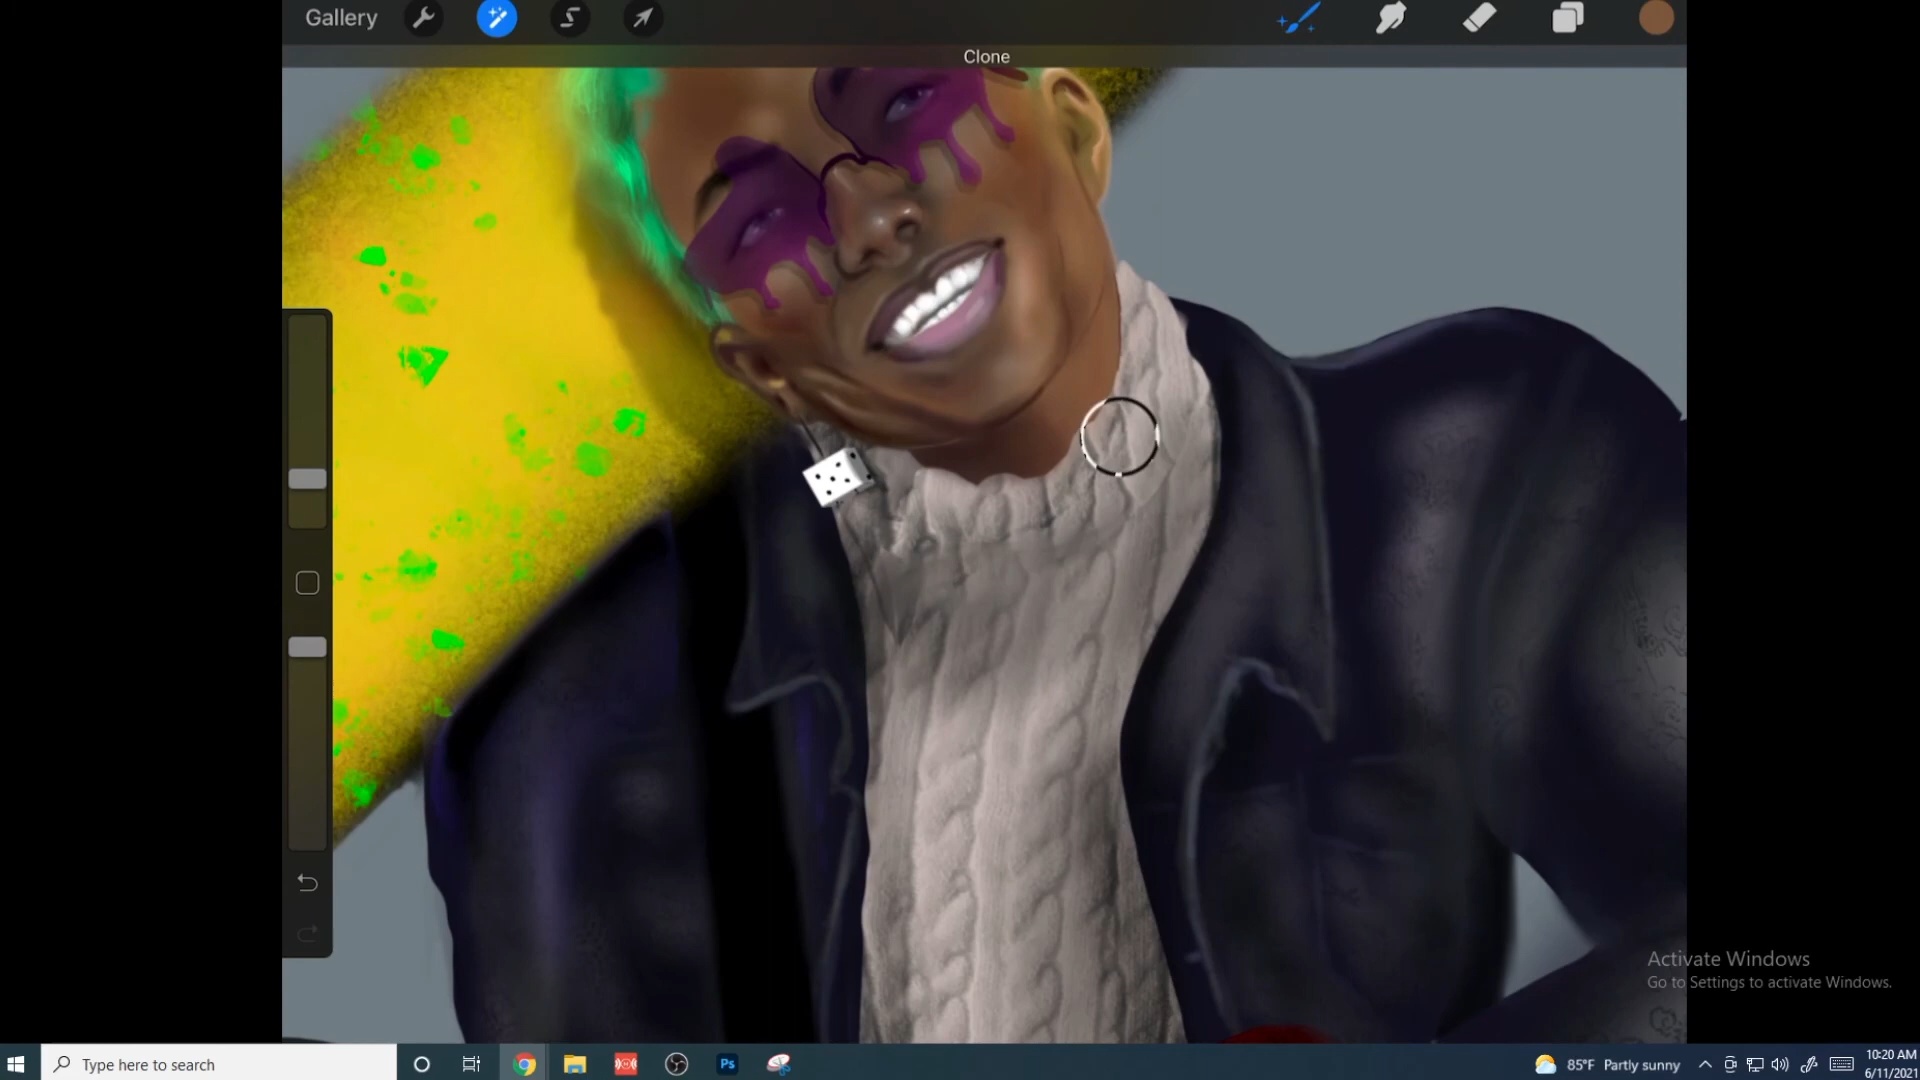 Gallery
Clone
Activate Windows
Go to Settings to activate Windows.
Type here to search
Ps
85°F Partly sunny
10:20 AM
6/11/2021